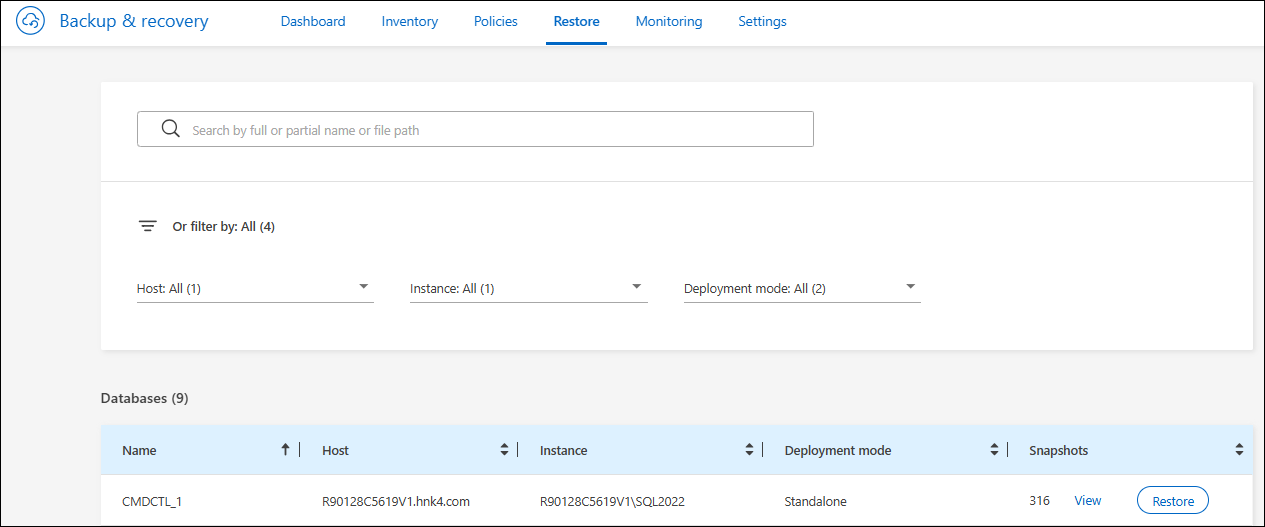 Backup & recovery Dashboard Inventory Policies Restore Monitoring Settings
Search by full or partial name or file path
Or filter by: All (4)
Host: All (1) Instance: All (1) Deployment mode: All (2)
Databases (9)
Name Host Instance Deployment mode Snapshots
CMDCTL_1 R90128C5619V1.hnk4.com R90128C5619V1\SQL2022 Standalone 316 View Restore